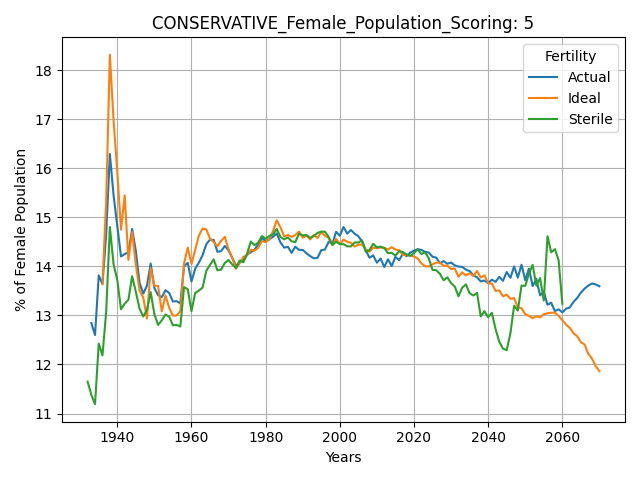 CONSERVATIVE_Female_Population_Scoring: 5
Fertility
Actual
Ideal
Sterile
% of Female Population
18
17
16
15
14
13
12
11
1940 1960 1980 2000 2020 2040 2060
Years